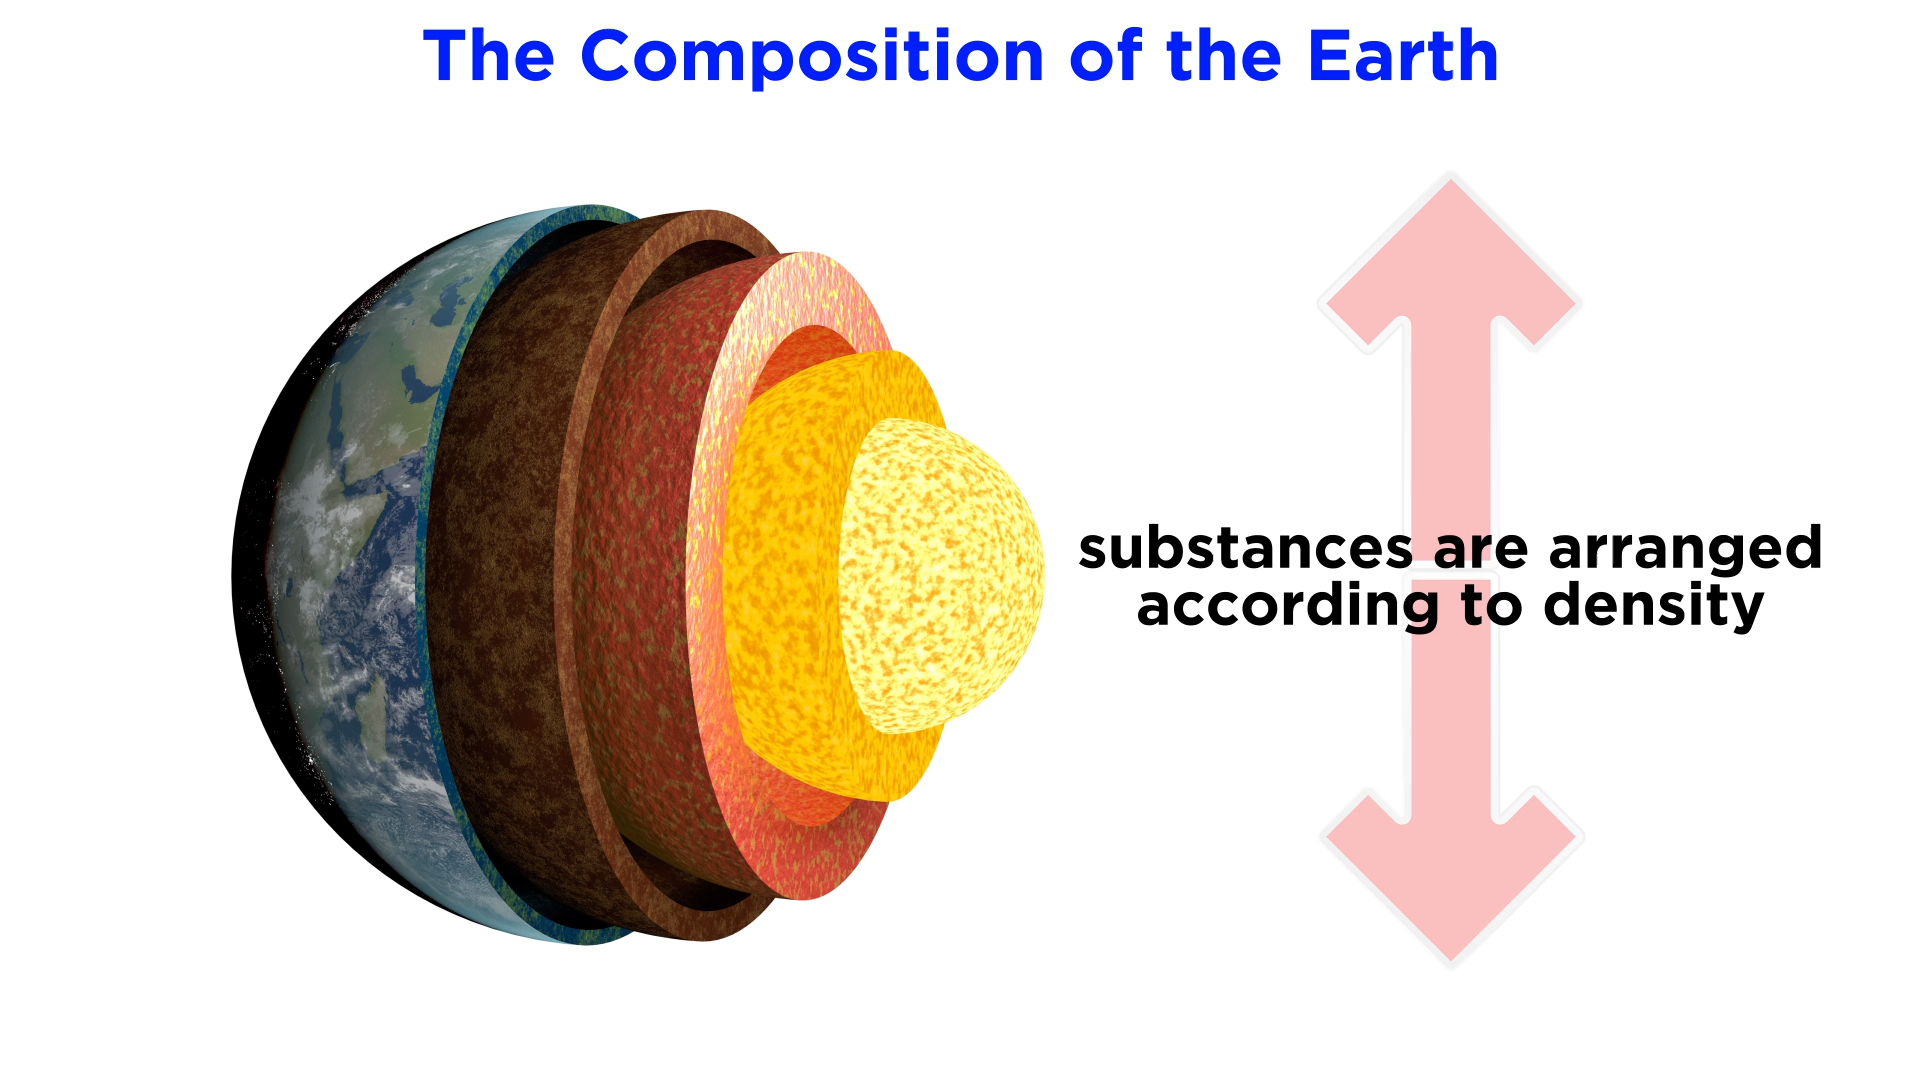 The Composition of the Earth
substances are arranged
according to density